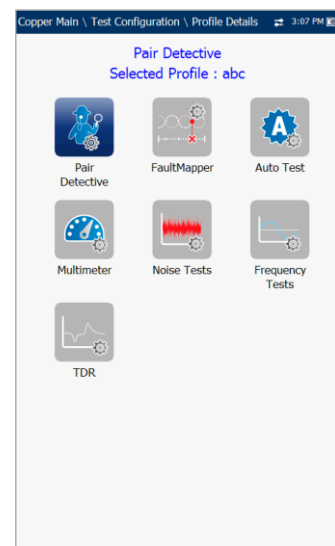 Copper Main \ Test Configuration \ Profile Details 3:07 PM
Pair Detective
Selected Profile : abc
A
Pair
Detective
FaultMapper
Auto Test
Multimeter
Noise Tests
Frequency
Tests
TDR